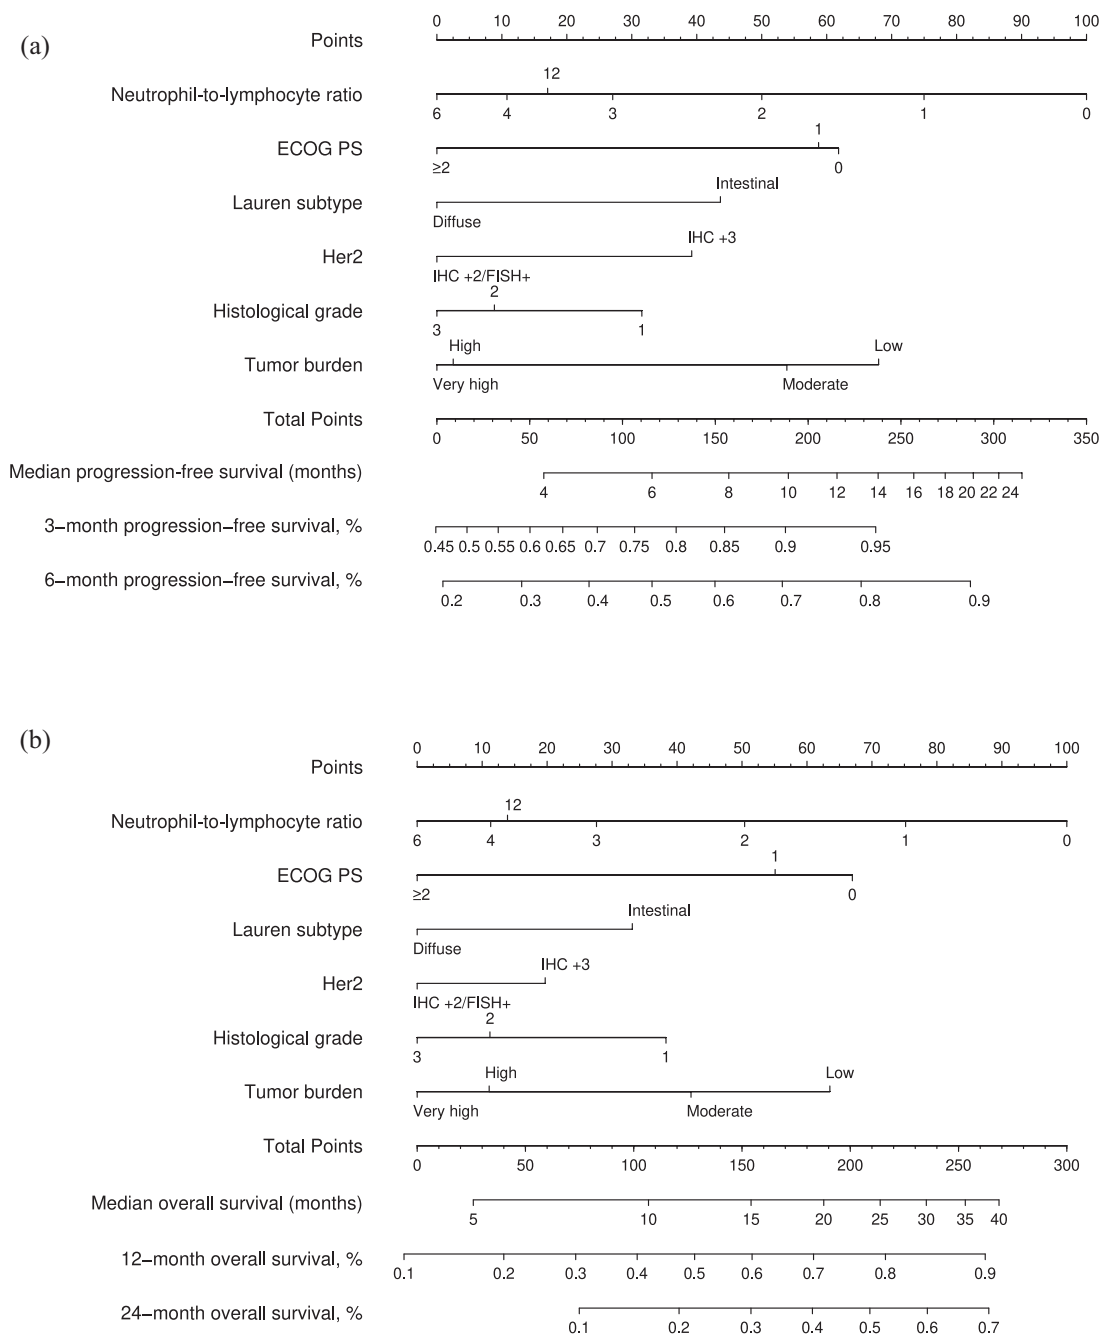 (a)
0 10 20 30 40 50 60 70 80 90 100
Points
12
Neutrophil-to-lymphocyte ratio
6 4 3 2 1 0
1
ECOG PS
≥2 0
Intestinal
Lauren subtype
Diffuse
IHC +3
Her2
IHC +2/FISH+
2
Histological grade
3 1
High Low
Tumor burden
Very high Moderate
Total Points
0 50 100 150 200 250 300 350
Median progression-free survival (months)
4 6 8 10 12 14 16 18 20 22 24
3−month progression−free survival, %
0.45 0.5 0.55 0.6 0.65 0.7 0.75 0.8 0.85 0.9 0.95
6−month progression−free survival, %
0.2 0.3 0.4 0.5 0.6 0.7 0.8 0.9
(b)
0 10 20 30 40 50 60 70 80 90 100
Points
12
Neutrophil-to-lymphocyte ratio
6 4 3 2 1 0
1
ECOG PS
≥2 0
Intestinal
Lauren subtype
Diffuse
IHC +3
Her2
IHC +2/FISH+
2
Histological grade
3 1
High Low
Tumor burden
Very high Moderate
Total Points
0 50 100 150 200 250 300
Median overall survival (months)
5 10 15 20 25 30 35 40
12−month overall survival, %
0.1 0.2 0.3 0.4 0.5 0.6 0.7 0.8 0.9
24−month overall survival, %
0.1 0.2 0.3 0.4 0.5 0.6 0.7